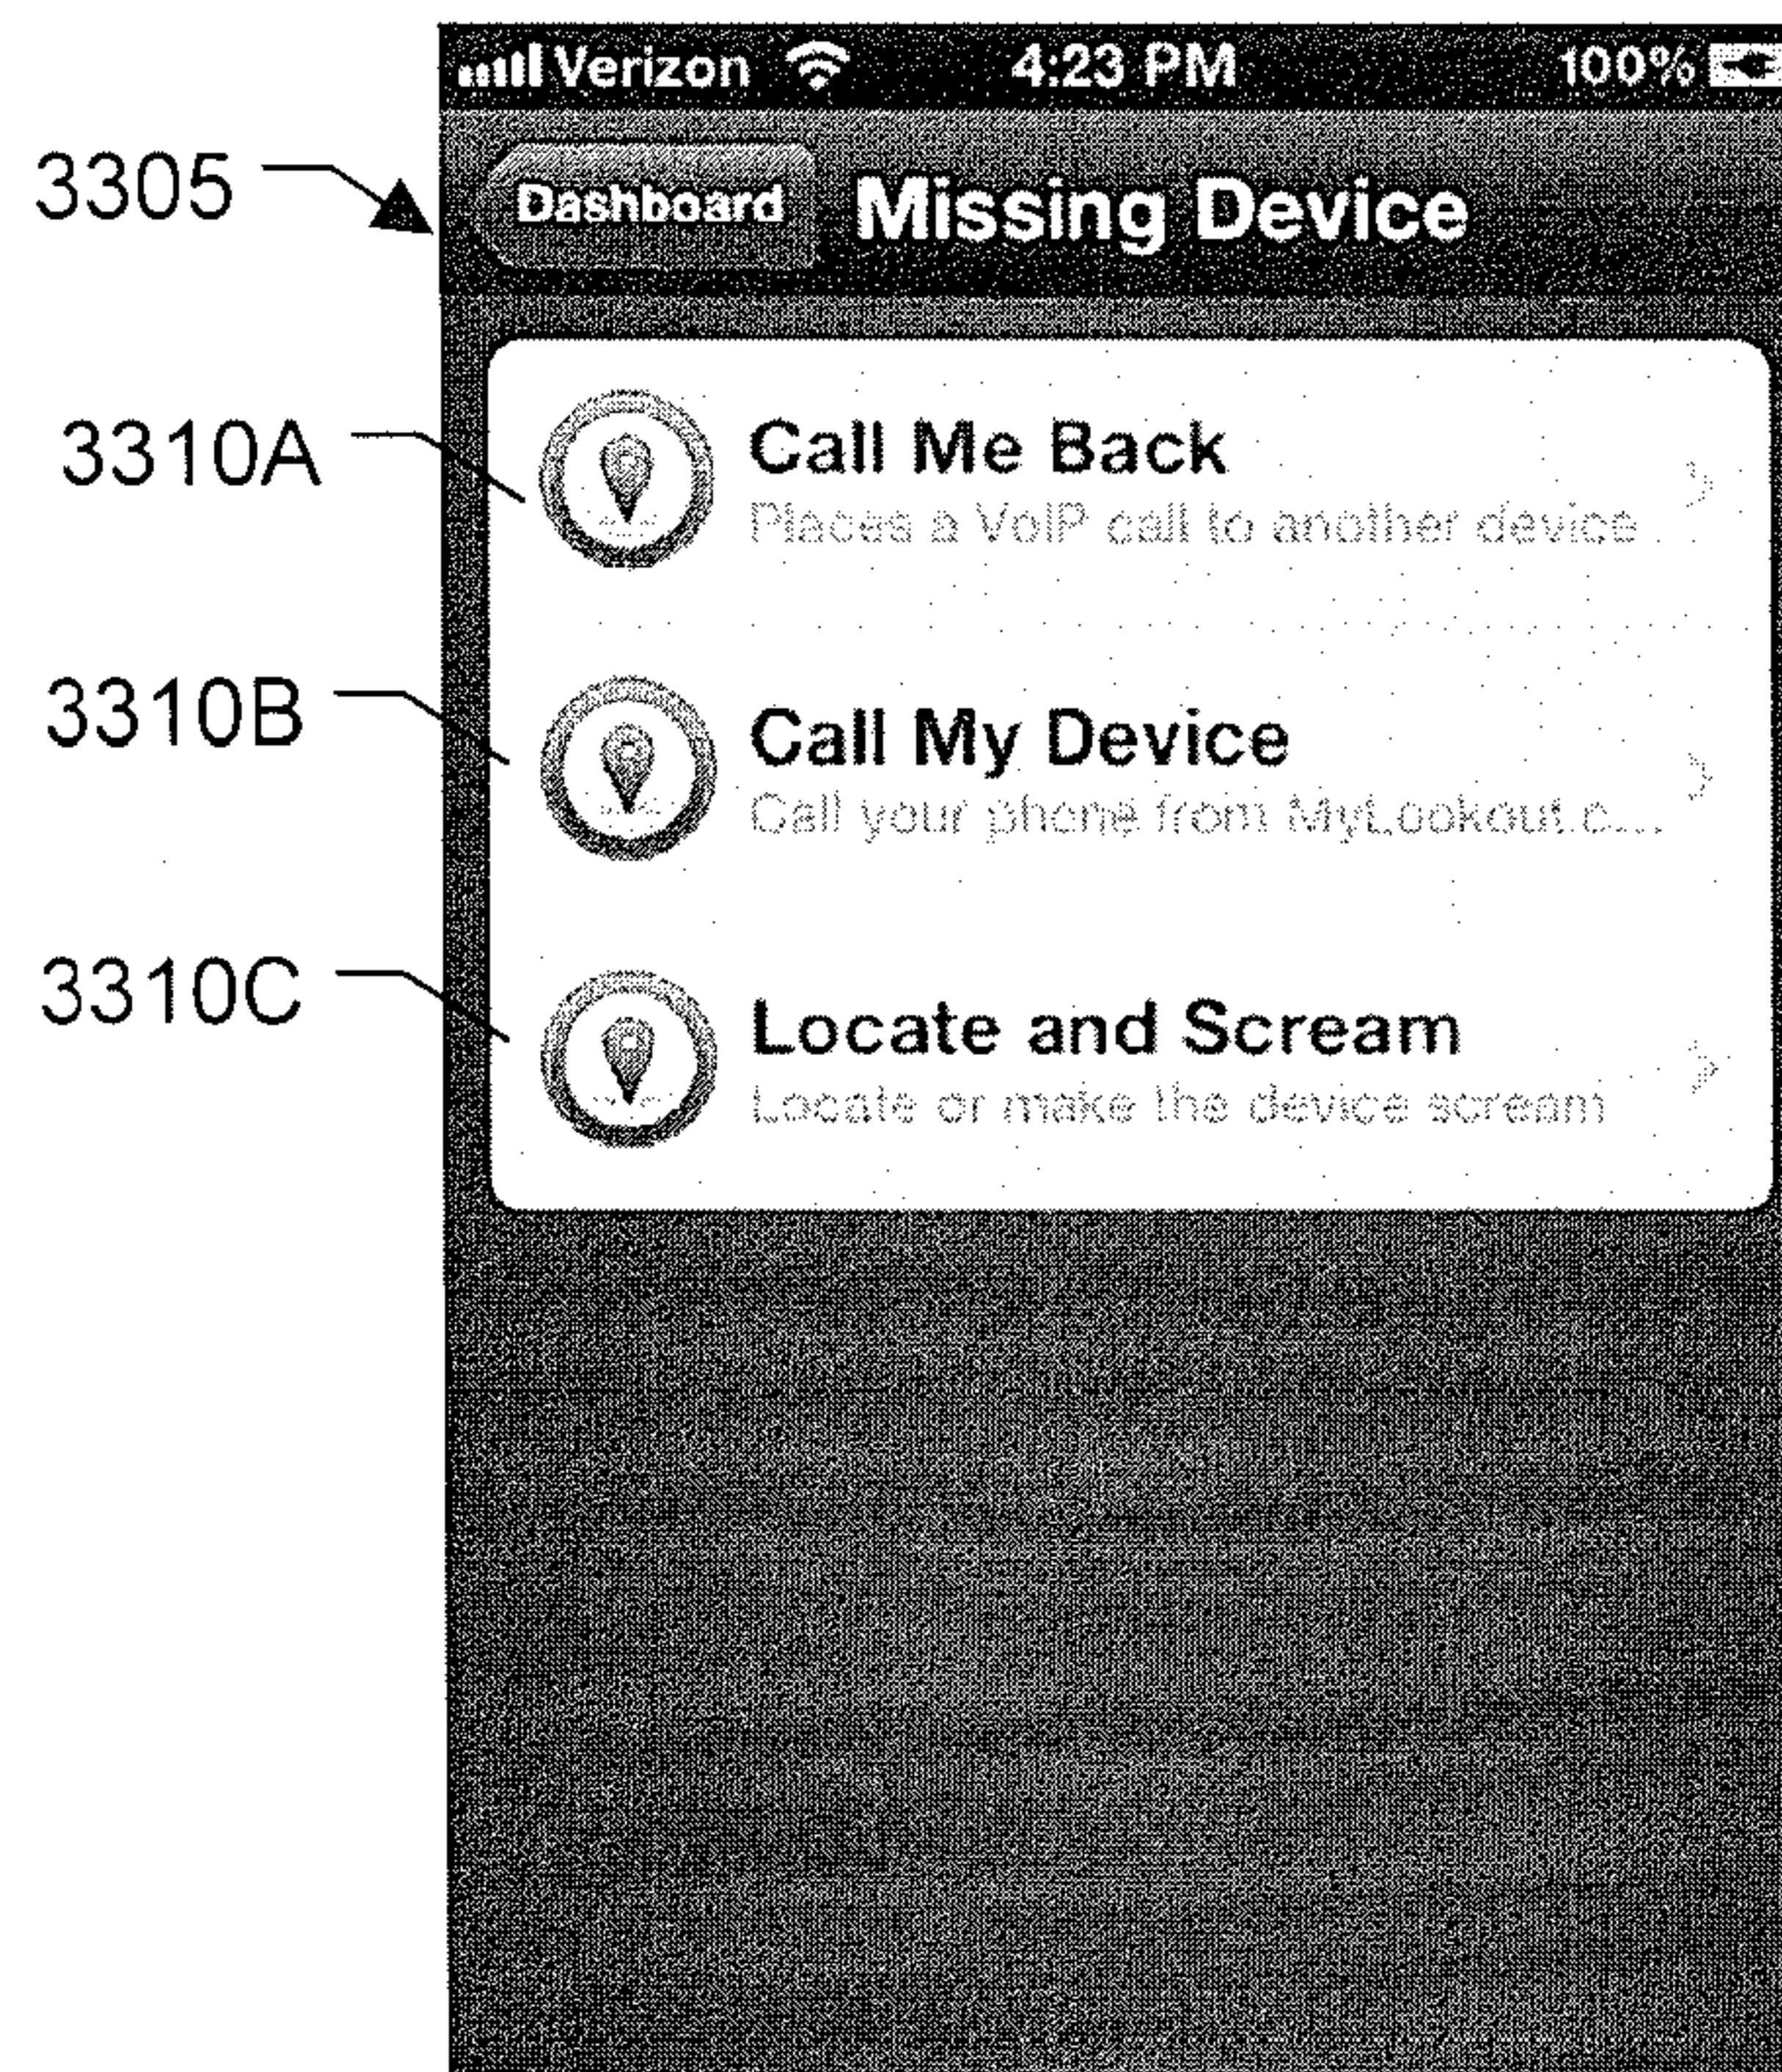 Verizon 4:23 PM 100%
3305
Dashboard Missing Device
3310A
Call Me Back
Places a VoIP call to another device
3310B
Call My Device
Call your phone from MyLookout.c...
3310C
Locate and Scream
Locate or make the device scream